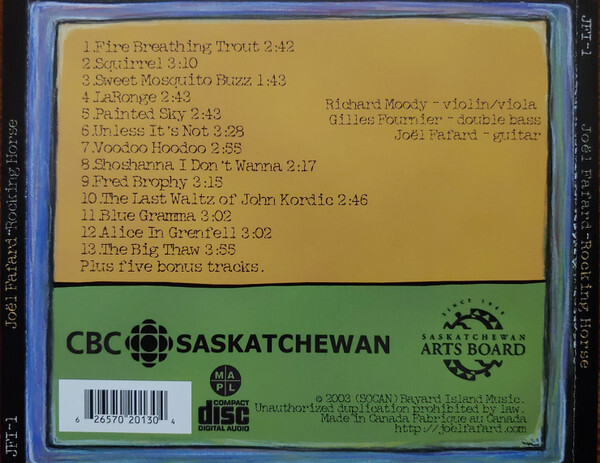 1.Fire Breathing Trout 2:42
2.Squirrel 3:10
3.Sweet Mosquito Buzz 1:43
4.LaRonge 2:43
5.Painted Sky 2:43
6.Unless It's Not 3:28
7.Voodoo Hoodoo 2:55
8.Shoshanna I Don't Wanna 2:17
9.Fred Brophy 3:15
10.The Last Waltz of John Kordic 2:46
11.Blue Gramma 3:02
12.Alice In Grenfell 3:02
13.The Big Thaw 3:55
Plus five bonus tracks.
Richard Moody - violin/viola
Gilles Fournier - double bass
Joël Fafard - guitar
CBC SASKATCHEWAN
SINCE 1948
SASKATCHEWAN
ARTS BOARD
MAPL
COMPACT
disc
DIGITAL AUDIO
6 26570 20130 4
© 2003 (SOCAN) Bayard Island Music.
Unauthorized duplication prohibited by law.
Made in Canada Fabrique au Canada
http://joelfafard.com
JFI-1 Joël Fafard-Rocking Horse
JFI-1 Joël Fafard-Rocking Horse